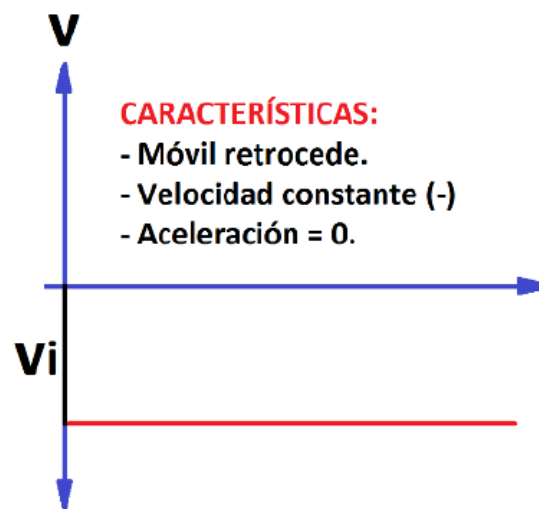 V
CARACTERÍSTICAS:
- Móvil retrocede.
- Velocidad constante (-)
- Aceleración = 0.
Vi